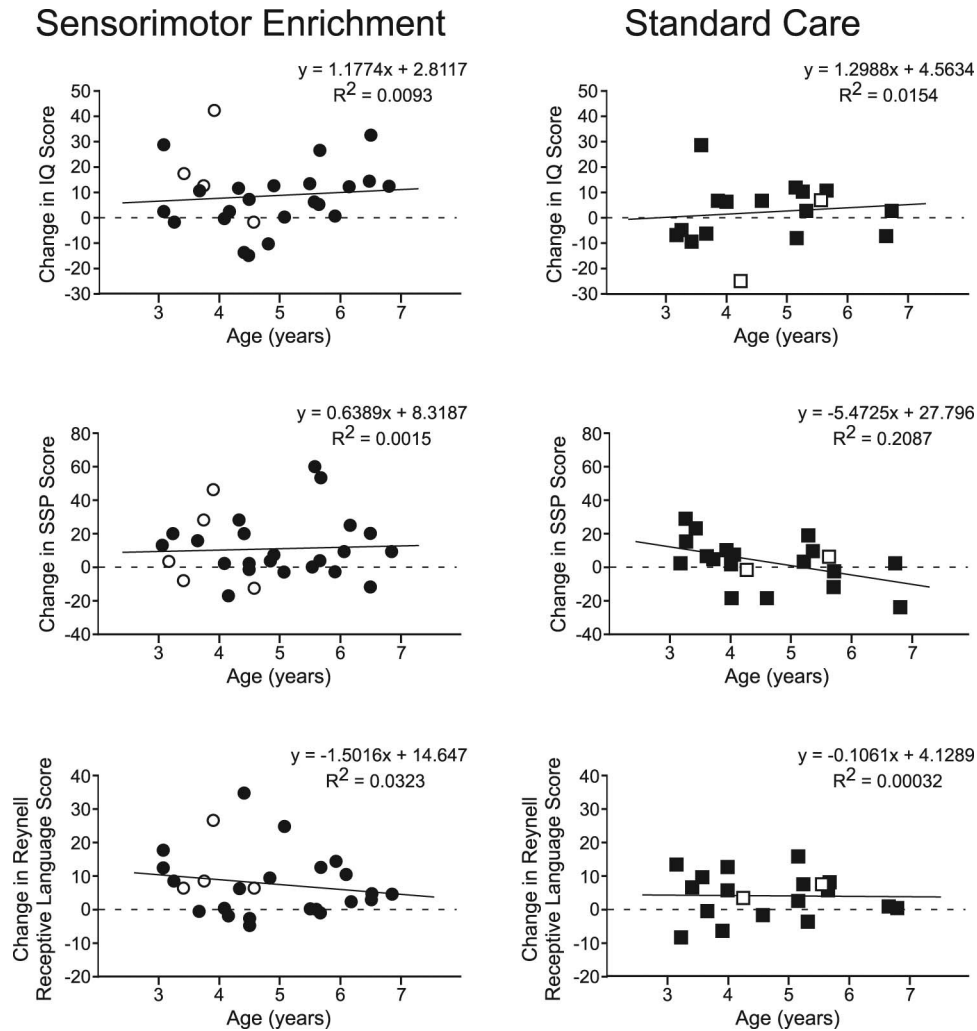 Sensorimotor Enrichment
Standard Care
y = 1.1774x + 2.8117
R2 = 0.0093
50
40
30
20
10
0
-10
-20
-30
Change in IQ Score
3 4 5 6 7
Age (years)
y = 1.2988x + 4.5634
R2 = 0.0154
50
40
30
20
10
0
-10
-20
-30
Change in IQ Score
3 4 5 6 7
Age (years)
y = 0.6389x + 8.3187
R2 = 0.0015
80
60
40
20
0
-20
-40
Change in SSP Score
3 4 5 6 7
Age (years)
y = -5.4725x + 27.796
R2 = 0.2087
80
60
40
20
0
-20
-40
Change in SSP Score
3 4 5 6 7
Age (years)
y = -1.5016x + 14.647
R2 = 0.0323
40
30
20
10
0
-10
-20
Change in Reynell
Receptive Language Score
3 4 5 6 7
Age (years)
y = -0.1061x + 4.1289
R2 = 0.00032
40
30
20
10
0
-10
-20
Change in Reynell
Receptive Language Score
3 4 5 6 7
Age (years)